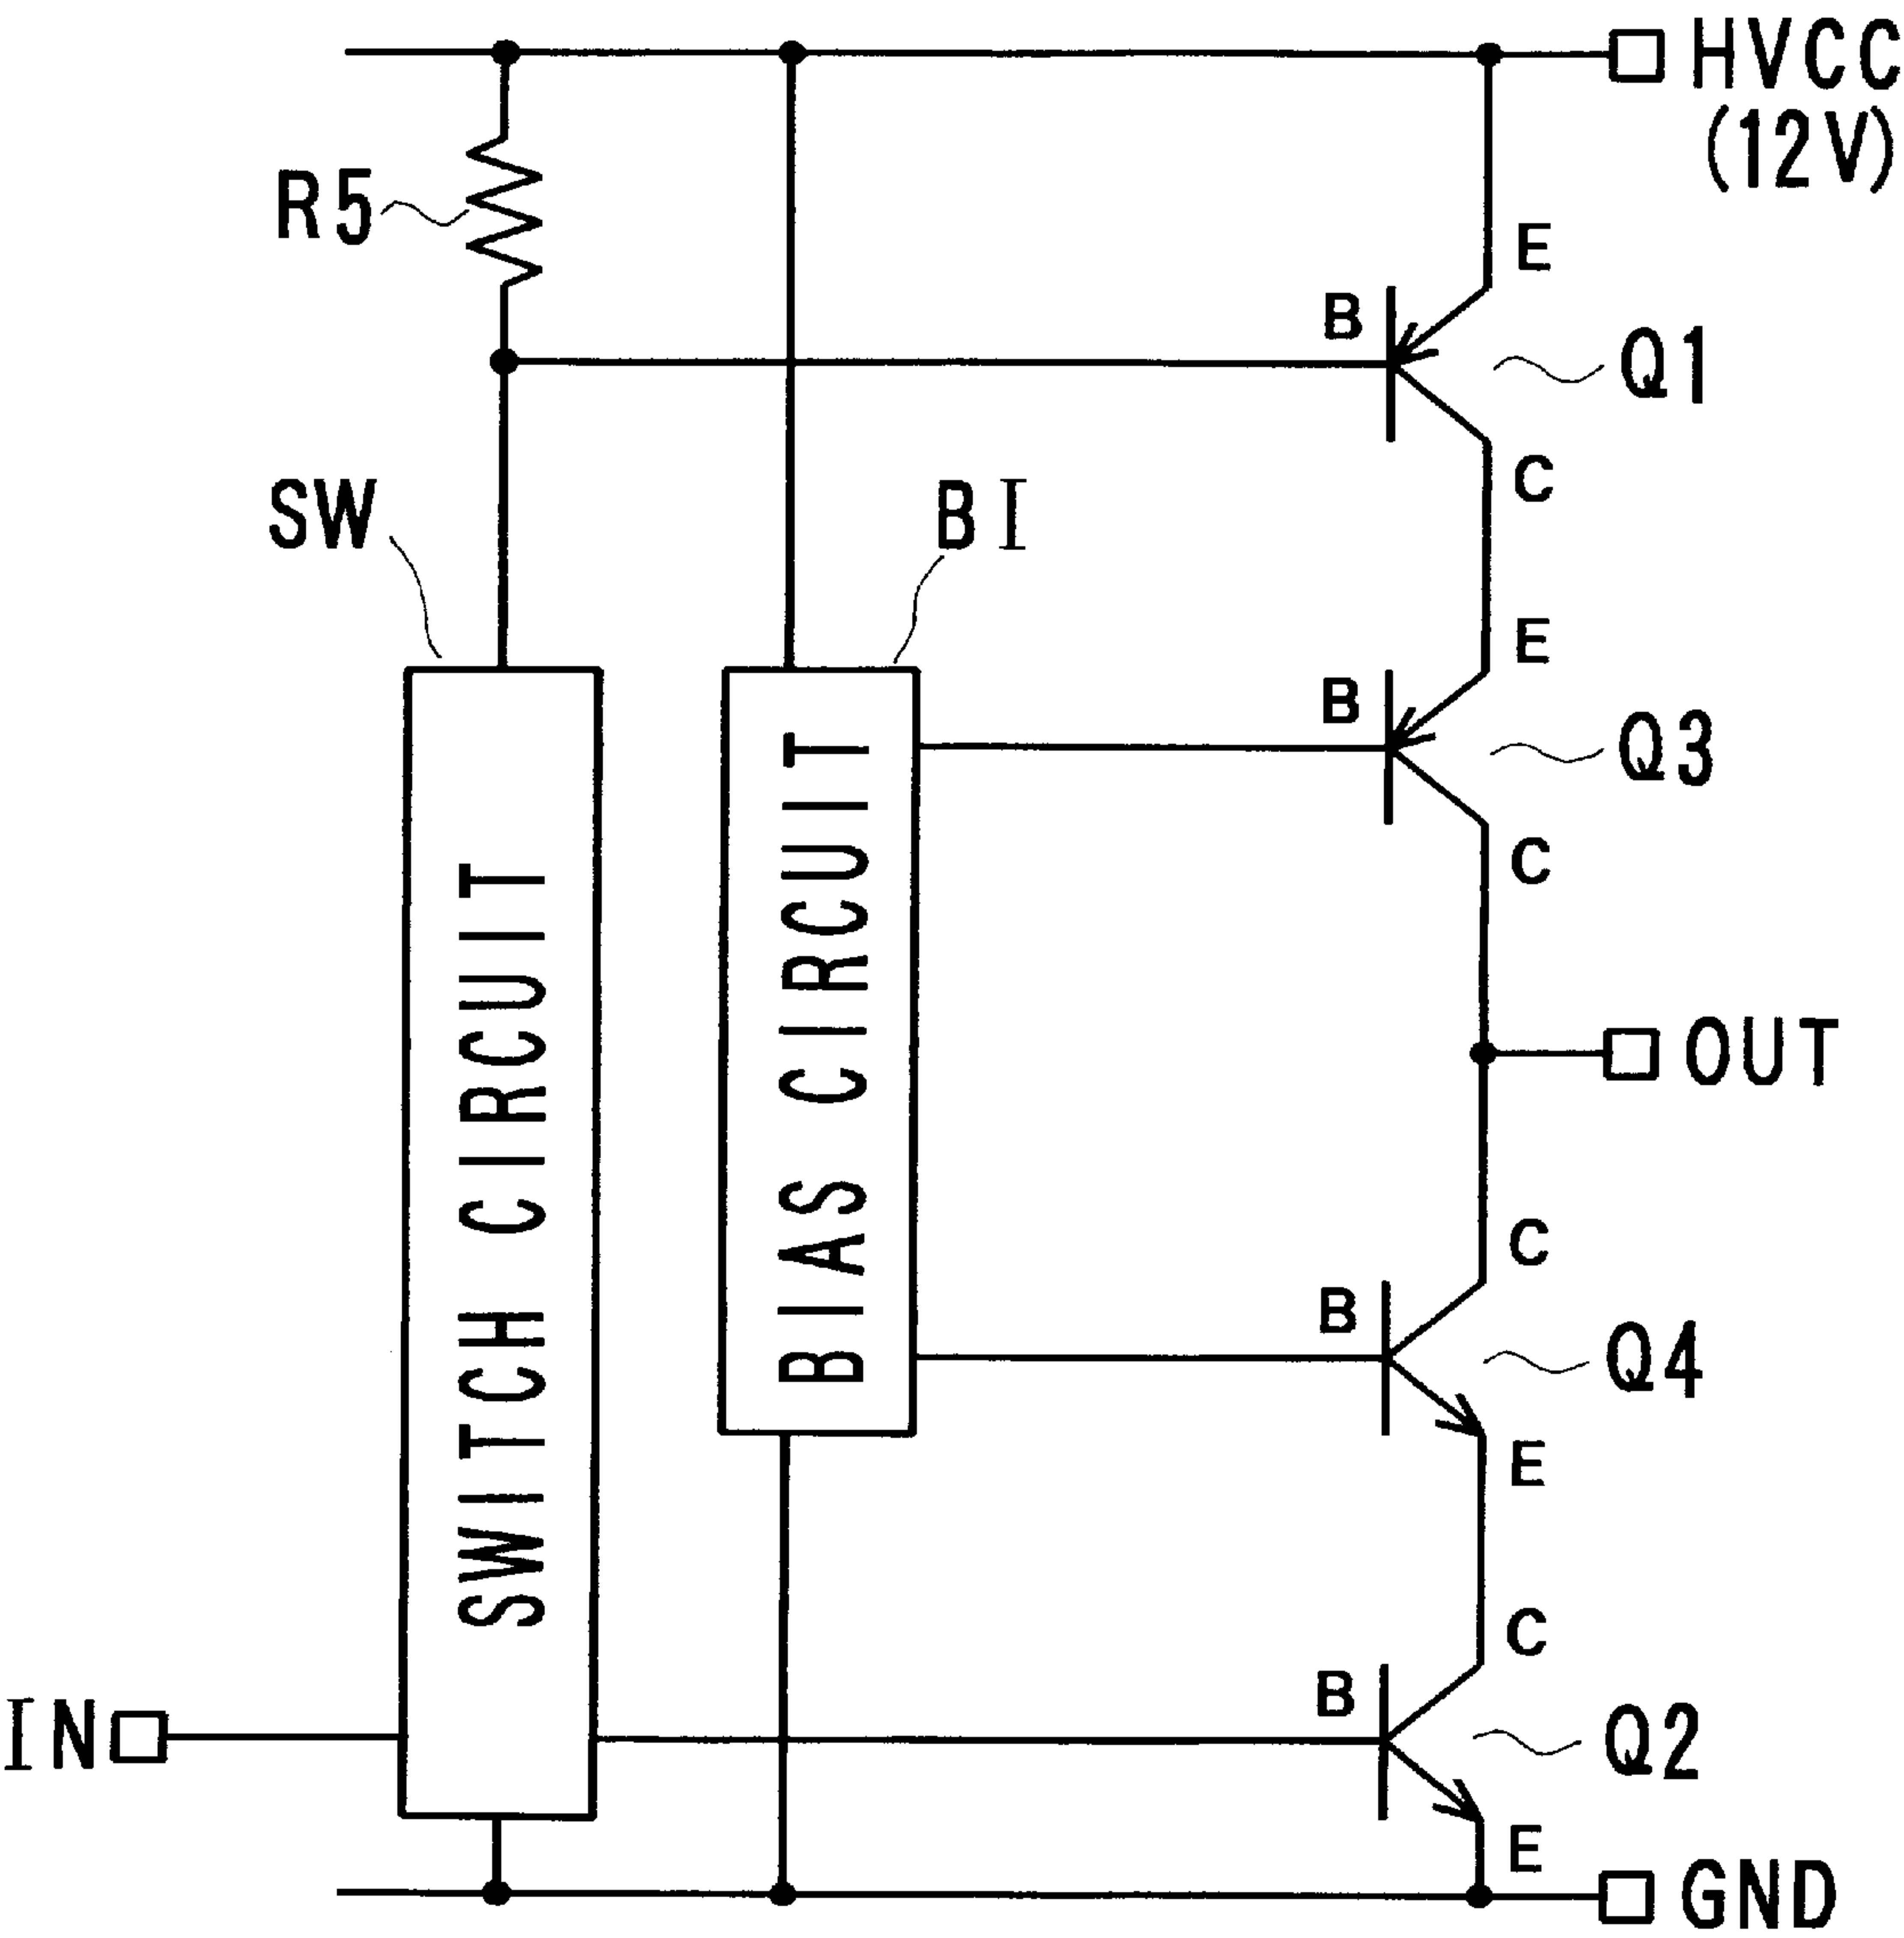 HVCC
(12V)
R5
E
B
Q1
C
SW
BI
E
B
Q3
C
SWITCH CIRCUIT
BIAS CIRCUIT
OUT
C
B
Q4
E
C
B
IN
Q2
E
GND